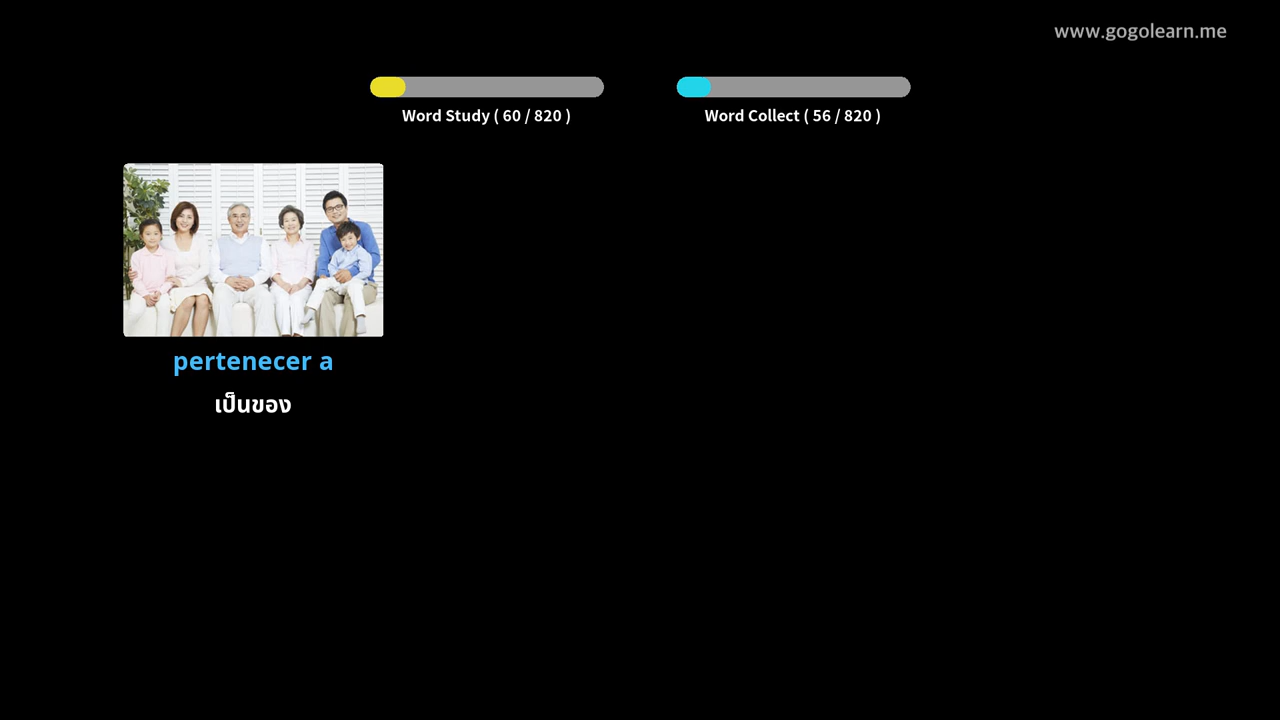 www.gogolearn.me
Word Study ( 60 / 820 )
Word Collect ( 56 / 820 )
pertenecer a
เป็นของ